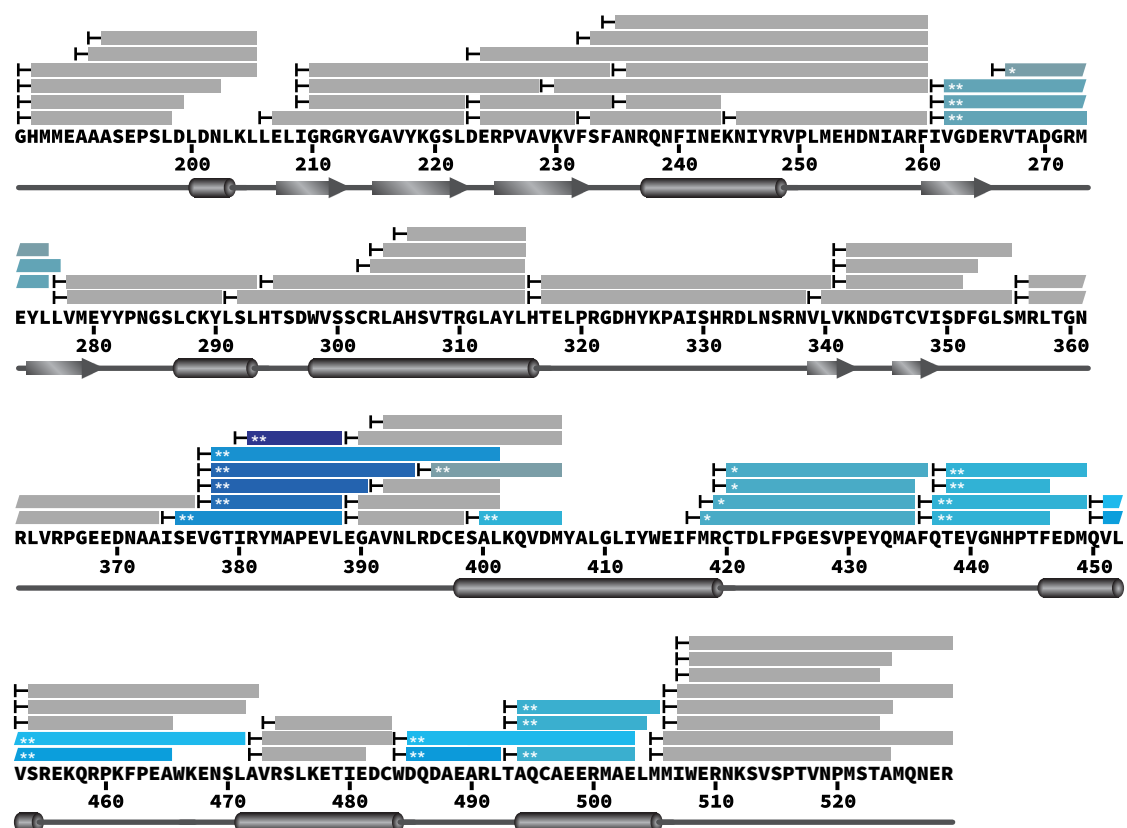 *
**
**
**
GHMMEAAASEPSLDLDNLKLLELIGRGRYGAVYKGSLDERPVAVKVFSFANRQNFINEKNIYRVPLMEHDNIARFIVGDERVTADGRM
200 210 220 230 240 250 260 270
EYLLVMEYYPNGSLCKYLSLHTSDWVSSCRLAHSVTRGLAYLHTELPRGDHYKPAISHRDLNSRNVLVKNDGTCVISDFGLSMRLTGN
280 290 300 310 320 330 340 350 360
**
**
** ** * **
** * **
** * **
** ** * **
RLVRPGEEDNAAISEVGTIRYMAPEVLEGAVNLRDCESALKQVDMYALGLIYWEIFMRCTDLFPGESVPEYQMAFQTEVGNHPTFEDMQVL
370 380 390 400 410 420 430 440 450
**
**
** **
** ** **
VSREKQRPKFPEAWKENSLAVRSLKETIEDCWDQDAEARLTAQCAEERMAELMMIWERNKSVSPTVNPMSTAMQNER
460 470 480 490 500 510 520